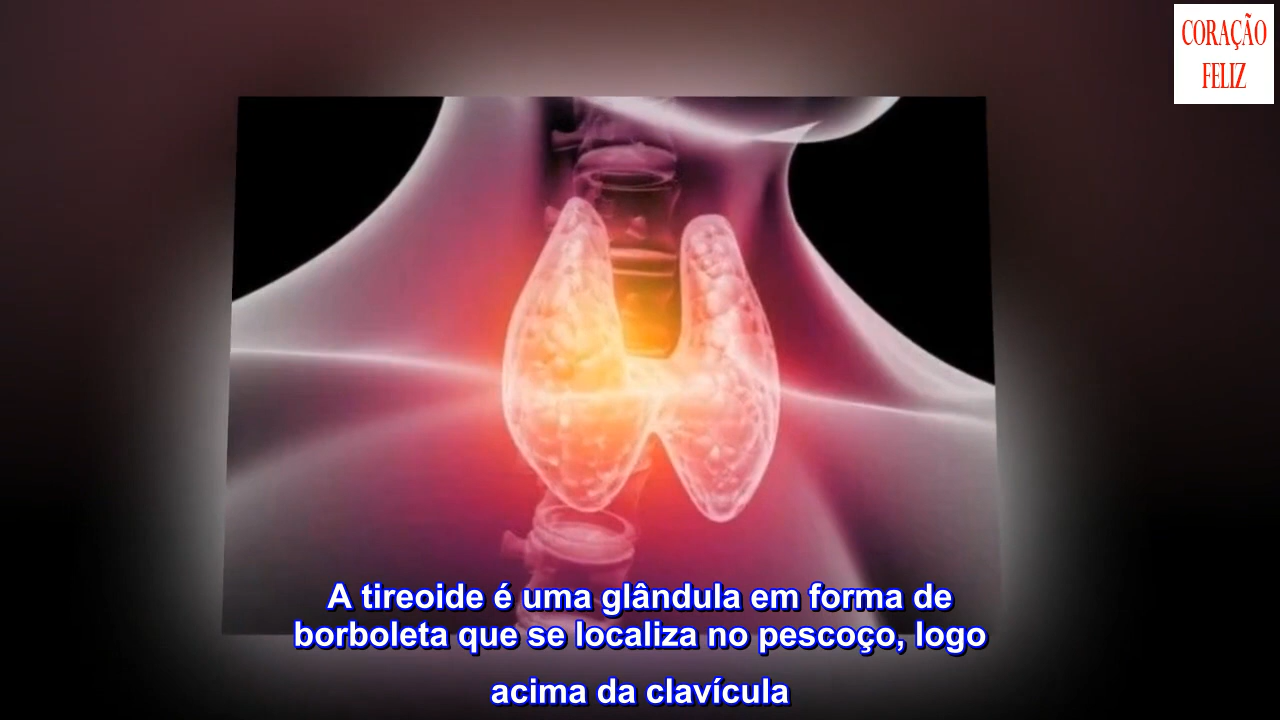 CORAÇÃO
FELIZ
A tireoide é uma glândula em forma de
borboleta que se localiza no pescoço, logo
acima da clavícula